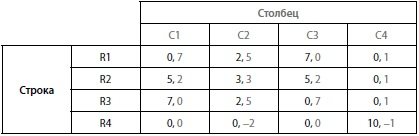 Столбец
C1 C2 C3 C4
Строка
R1 0, 7 2, 5 7, 0 0, 1
R2 5, 2 3, 3 5, 2 0, 1
R3 7, 0 2, 5 0, 7 0, 1
R4 0, 0 0, –2 0, 0 10, –1